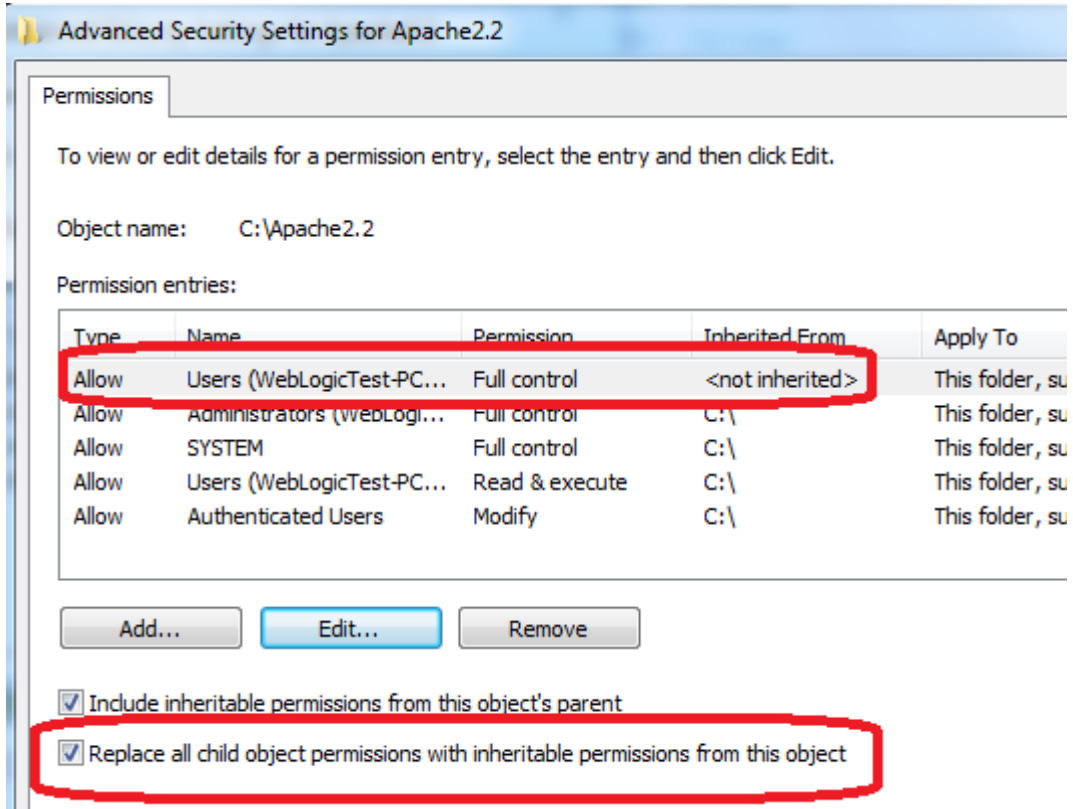 Advanced Security Settings for Apache2.2
Permissions
To view or edit details for a permission entry, select the entry and then click Edit.
Object name: C:\Apache2.2
Permission entries:
Type Name Permission Inherited From Apply To
Allow Users (WebLogicTest-PC... Full control <not inherited> This folder, su
Allow Administrators (WebLogi... Full control C:\ This folder, su
Allow SYSTEM Full control C:\ This folder, su
Allow Users (WebLogicTest-PC... Read & execute C:\ This folder, su
Allow Authenticated Users Modify C:\ This folder, su
Add... Edit... Remove
Include inheritable permissions from this object's parent
Replace all child object permissions with inheritable permissions from this object